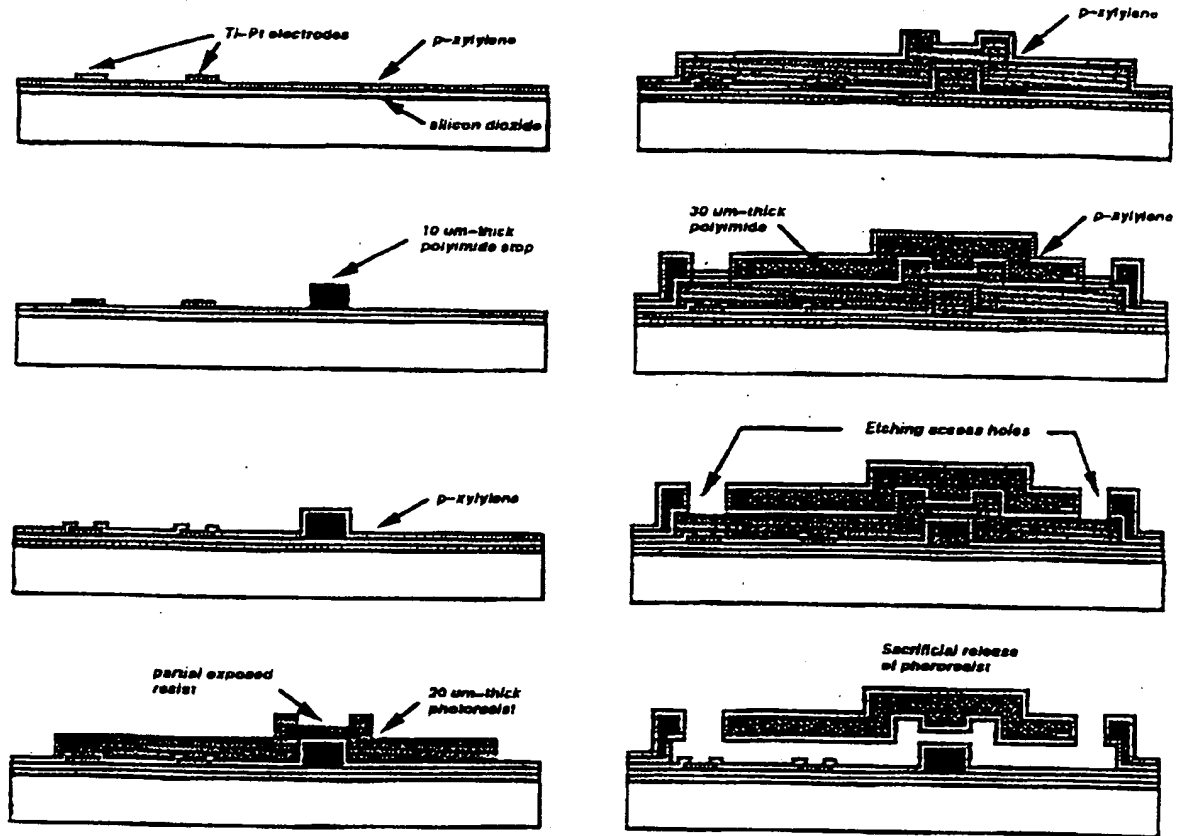 Ti-Pt electrodes
p-xylylene
silicon dioxide
10 um-thick
polyimide stop
p-xylylene
partial exposed
resist
20 um-thick
photoresist
p-xylylene
30 um-thick
polyimide
p-xylylene
Etching access holes
Sacrificial release
of photoresist